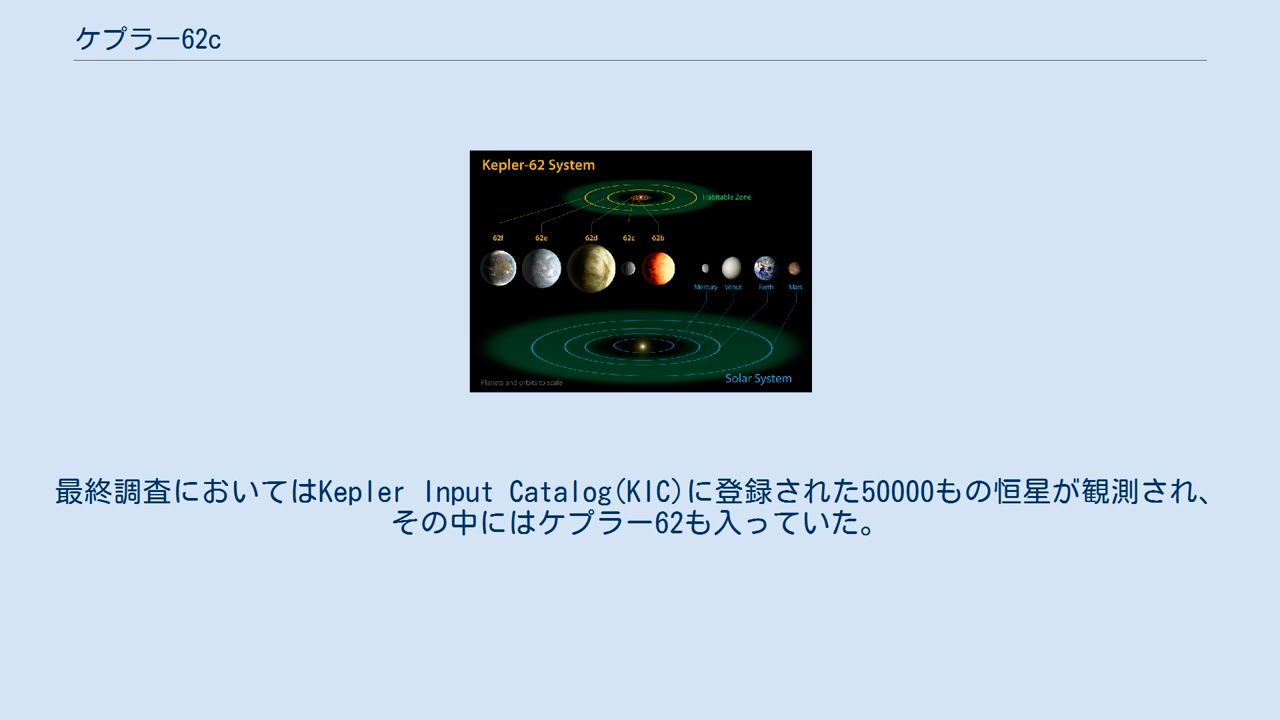 ケプラー62c
Kepler-62 System
Habitable Zone
62f 62e 62d 62c 62b
Mercury Venus Earth Mars
Solar System
Planets and orbits to scale
最終調査においてはKepler Input Catalog(KIC)に登録された50000もの恒星が観測され、
その中にはケプラー62も入っていた。